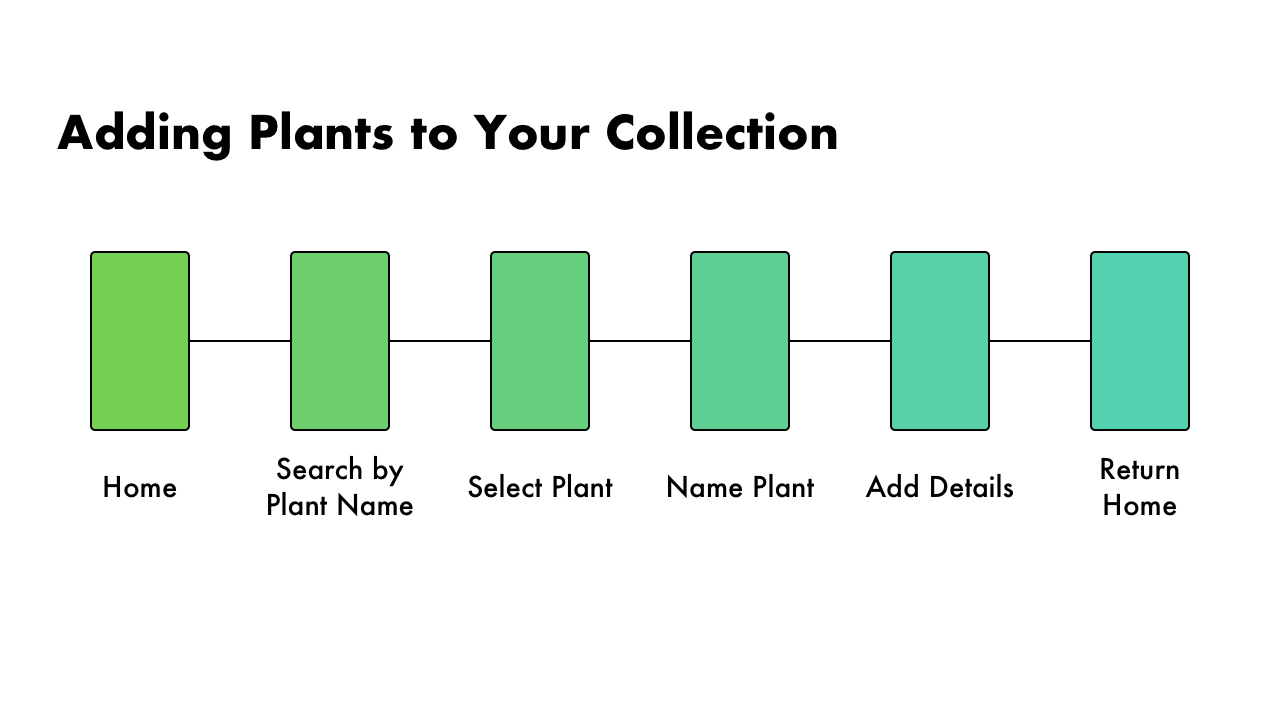 Adding Plants to Your Collection
Home
Search by
Plant Name
Select Plant
Name Plant
Add Details
Return
Home